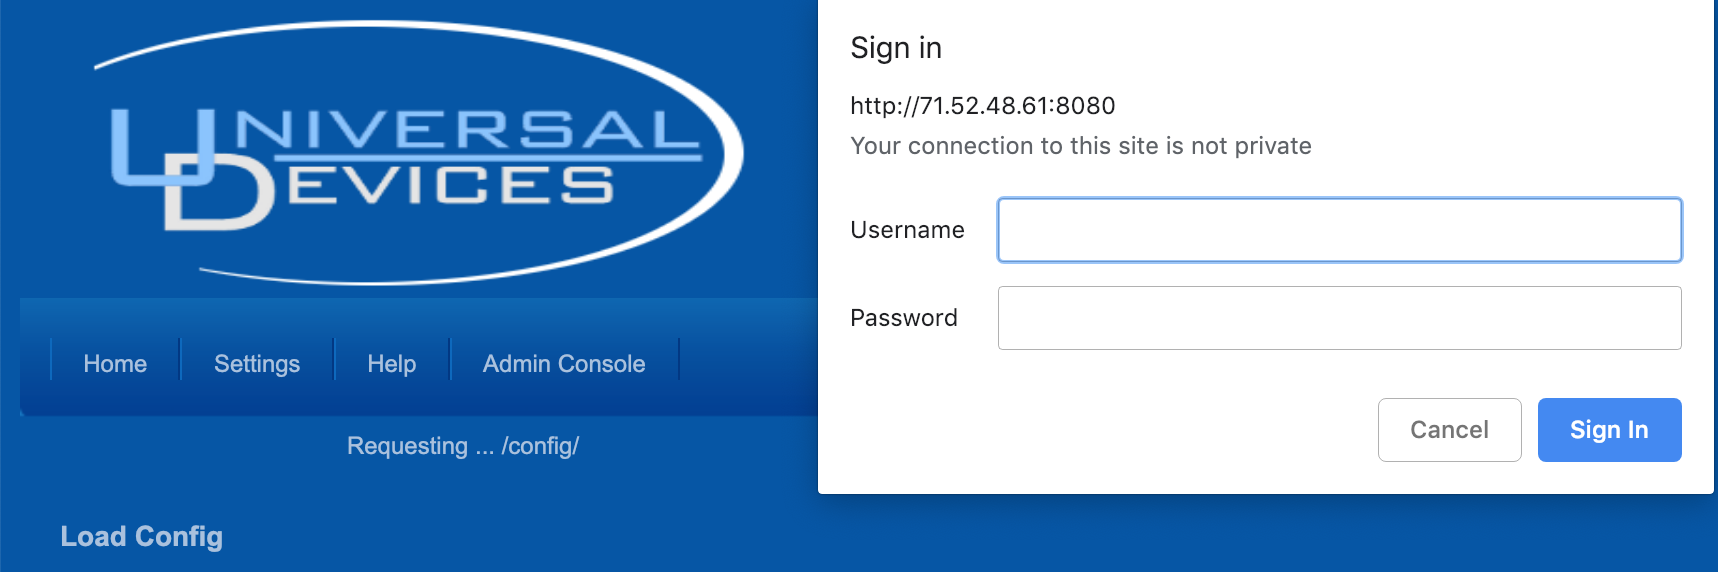 UNIVERSAL
DEVICES
Home
Settings
Help
Admin Console
Requesting ... /config/
Load Config
Sign in
http://71.52.48.61:8080
Your connection to this site is not private
Username
Password
Cancel
Sign In